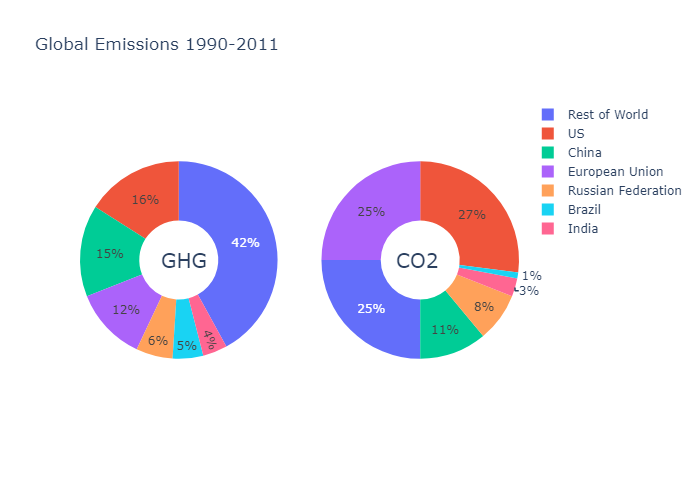 Global Emissions 1990-2011
Rest of World
US
China
European Union
Russian Federation
Brazil
India
GHG
42%
16%
15%
12%
6%
5%
4%
CO2
27%
25%
25%
11%
8%
3%
1%